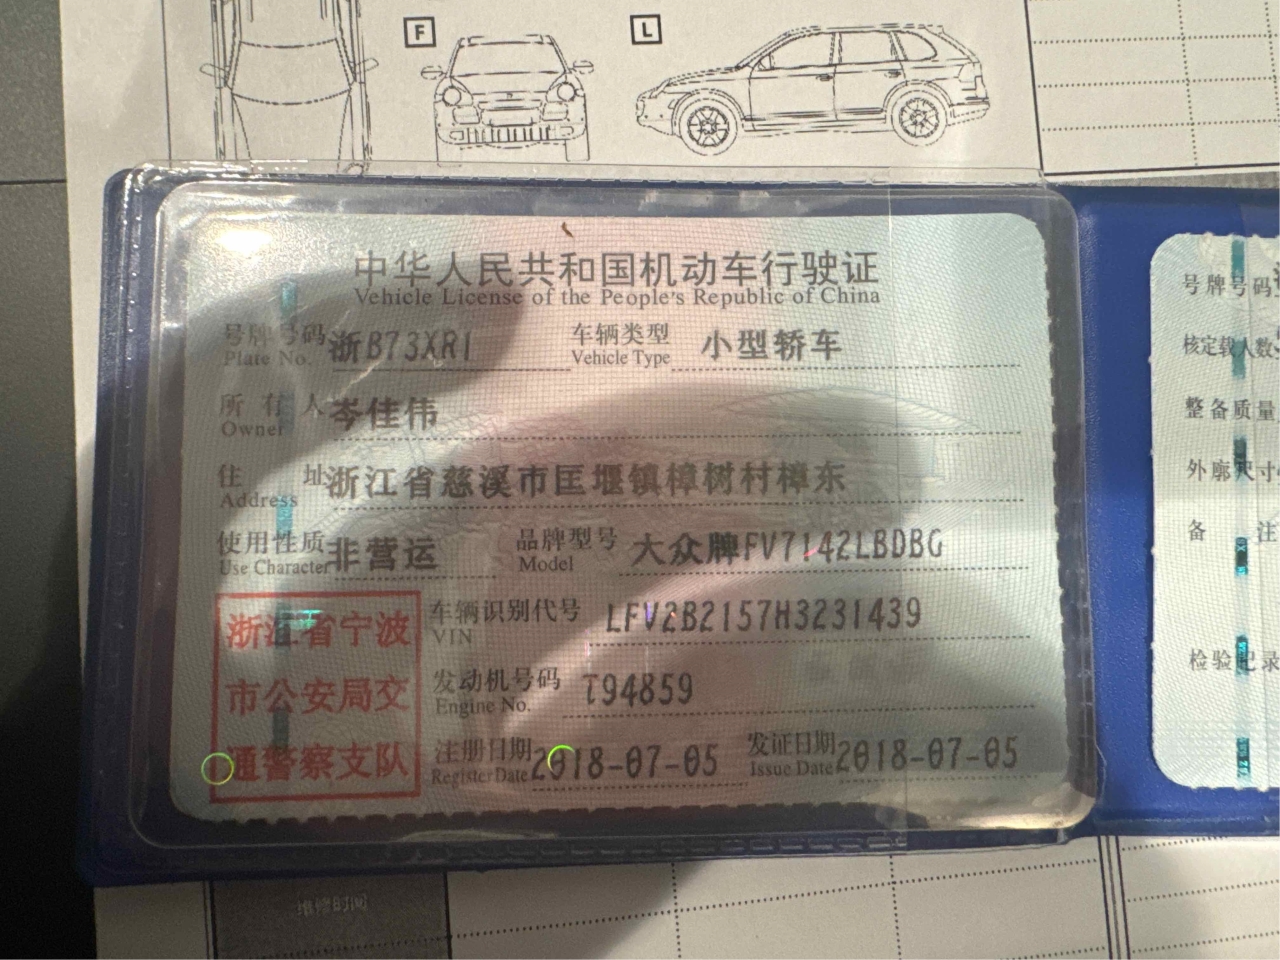 F
L
中华人民共和国机动车行驶证
Vehicle License of the People's Republic of China
号牌号码 浙B73XR1 车辆类型 小型轿车
Plate No. Vehicle Type
所有人 岑佳伟
Owner
住址 浙江省慈溪市匡堰镇樟树村樟东
Address
使用性质 非营运 品牌型号 大众牌FV7142LBDBG
Use Character Model
浙江省宁波
市公安局交
通警察支队
车辆识别代号 LFV2B2157H3231439
VIN
发动机号码 T94859
Engine No.
注册日期 2018-07-05 发证日期 2018-07-05
Register Date Issue Date
号牌号码
核定载人数
整备质量
外廓尺寸
备注
检验记录
维修时间